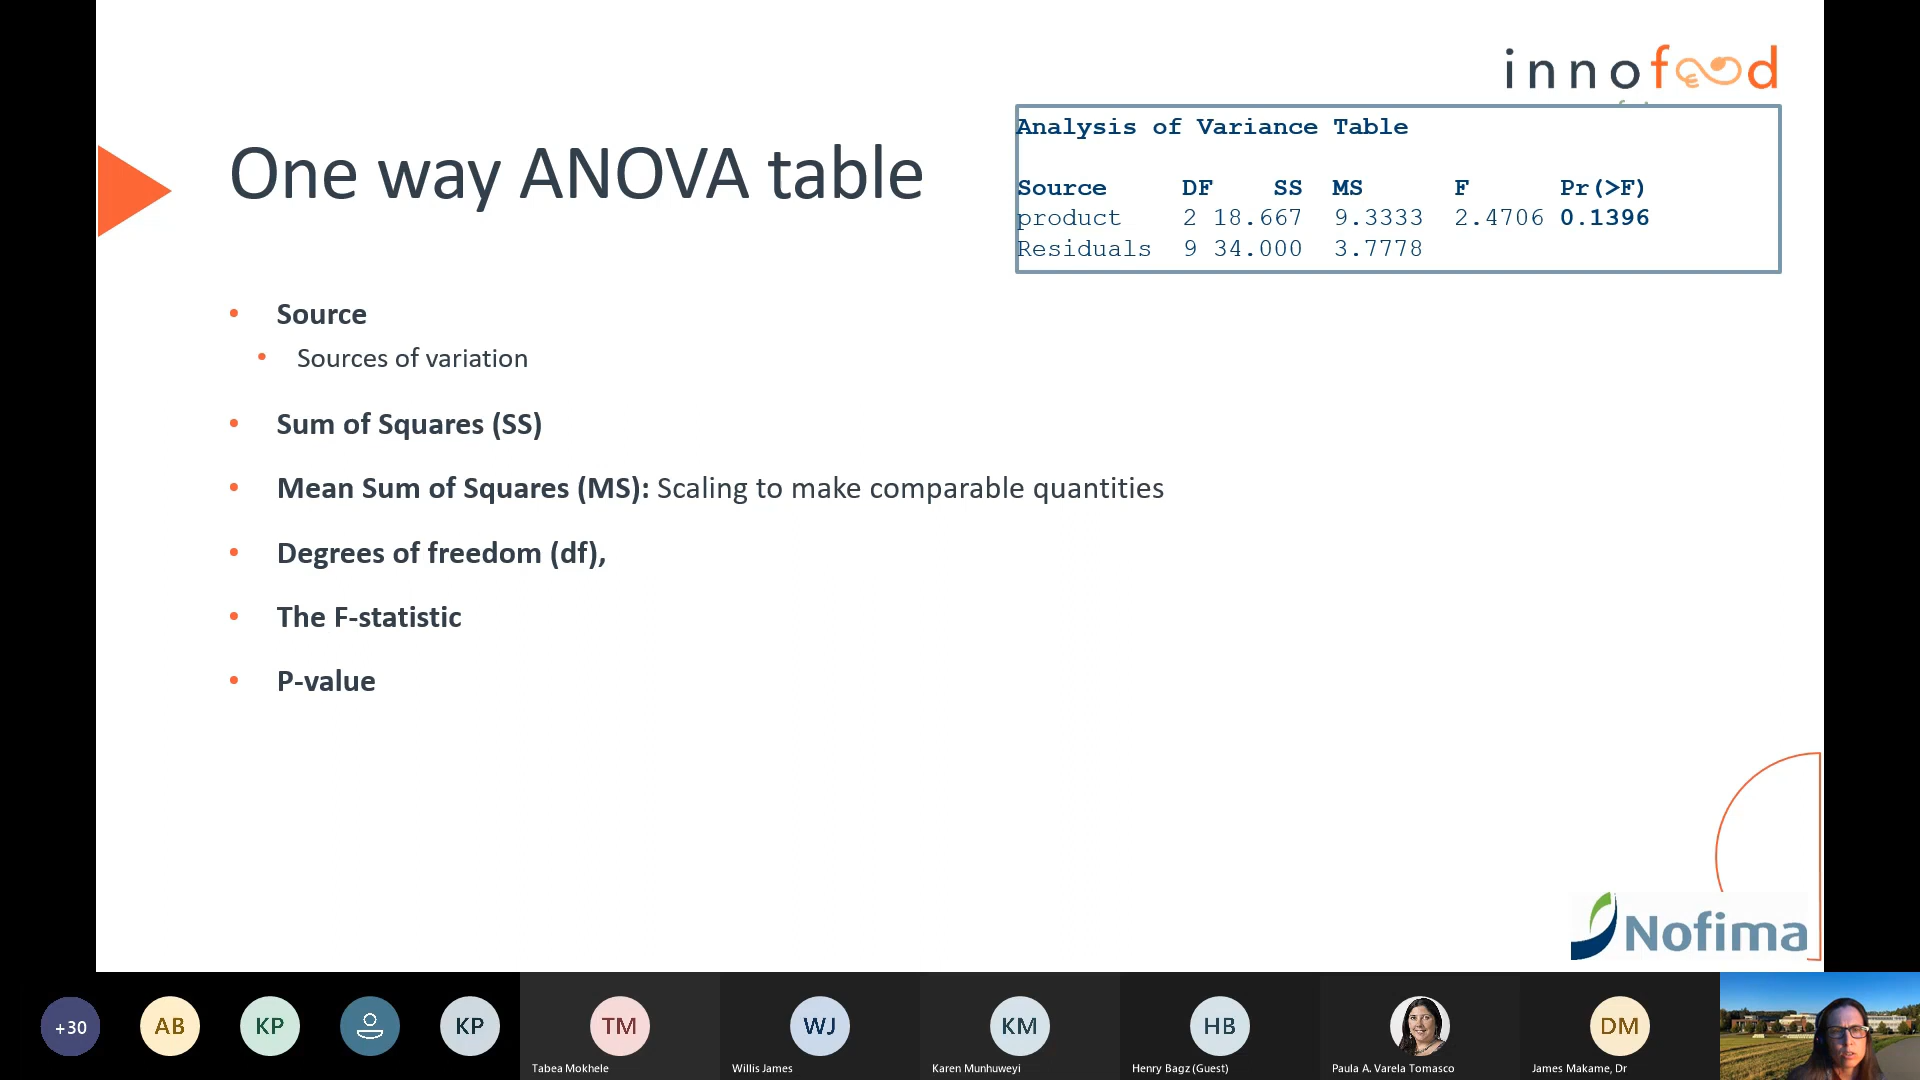 innofood
Analysis of Variance Table
One way ANOVA table
Source DF SS MS F Pr(>F)
product 2 18.667 9.3333 2.4706 0.1396
Residuals 9 34.000 3.7778
• Source
• Sources of variation
• Sum of Squares (SS)
• Mean Sum of Squares (MS): Scaling to make comparable quantities
• Degrees of freedom (df),
• The F-statistic
• P-value
Nofima
+30
AB
KP
KP
TM
WJ
KM
HB
DM
Tabea Mokhele
Willis James
Karen Munhuweyi
Henry Bagz (Guest)
Paula A. Varela Tomasco
James Makame, Dr